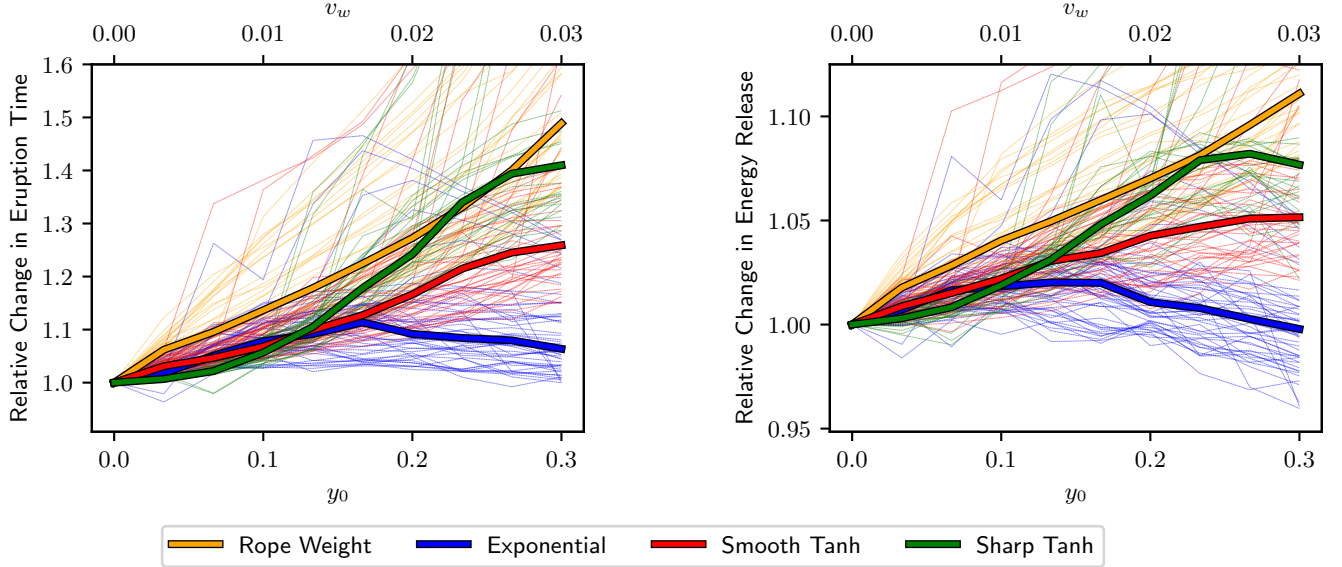 v_w
v_w
0.00 0.01 0.02 0.03
0.00 0.01 0.02 0.03
Relative Change in Eruption Time
1.6
1.5
1.4
1.3
1.2
1.1
1.0
0.0 0.1 0.2 0.3
y_0
Relative Change in Energy Release
1.10
1.05
1.00
0.95
0.0 0.1 0.2 0.3
y_0
Rope Weight Exponential Smooth Tanh Sharp Tanh